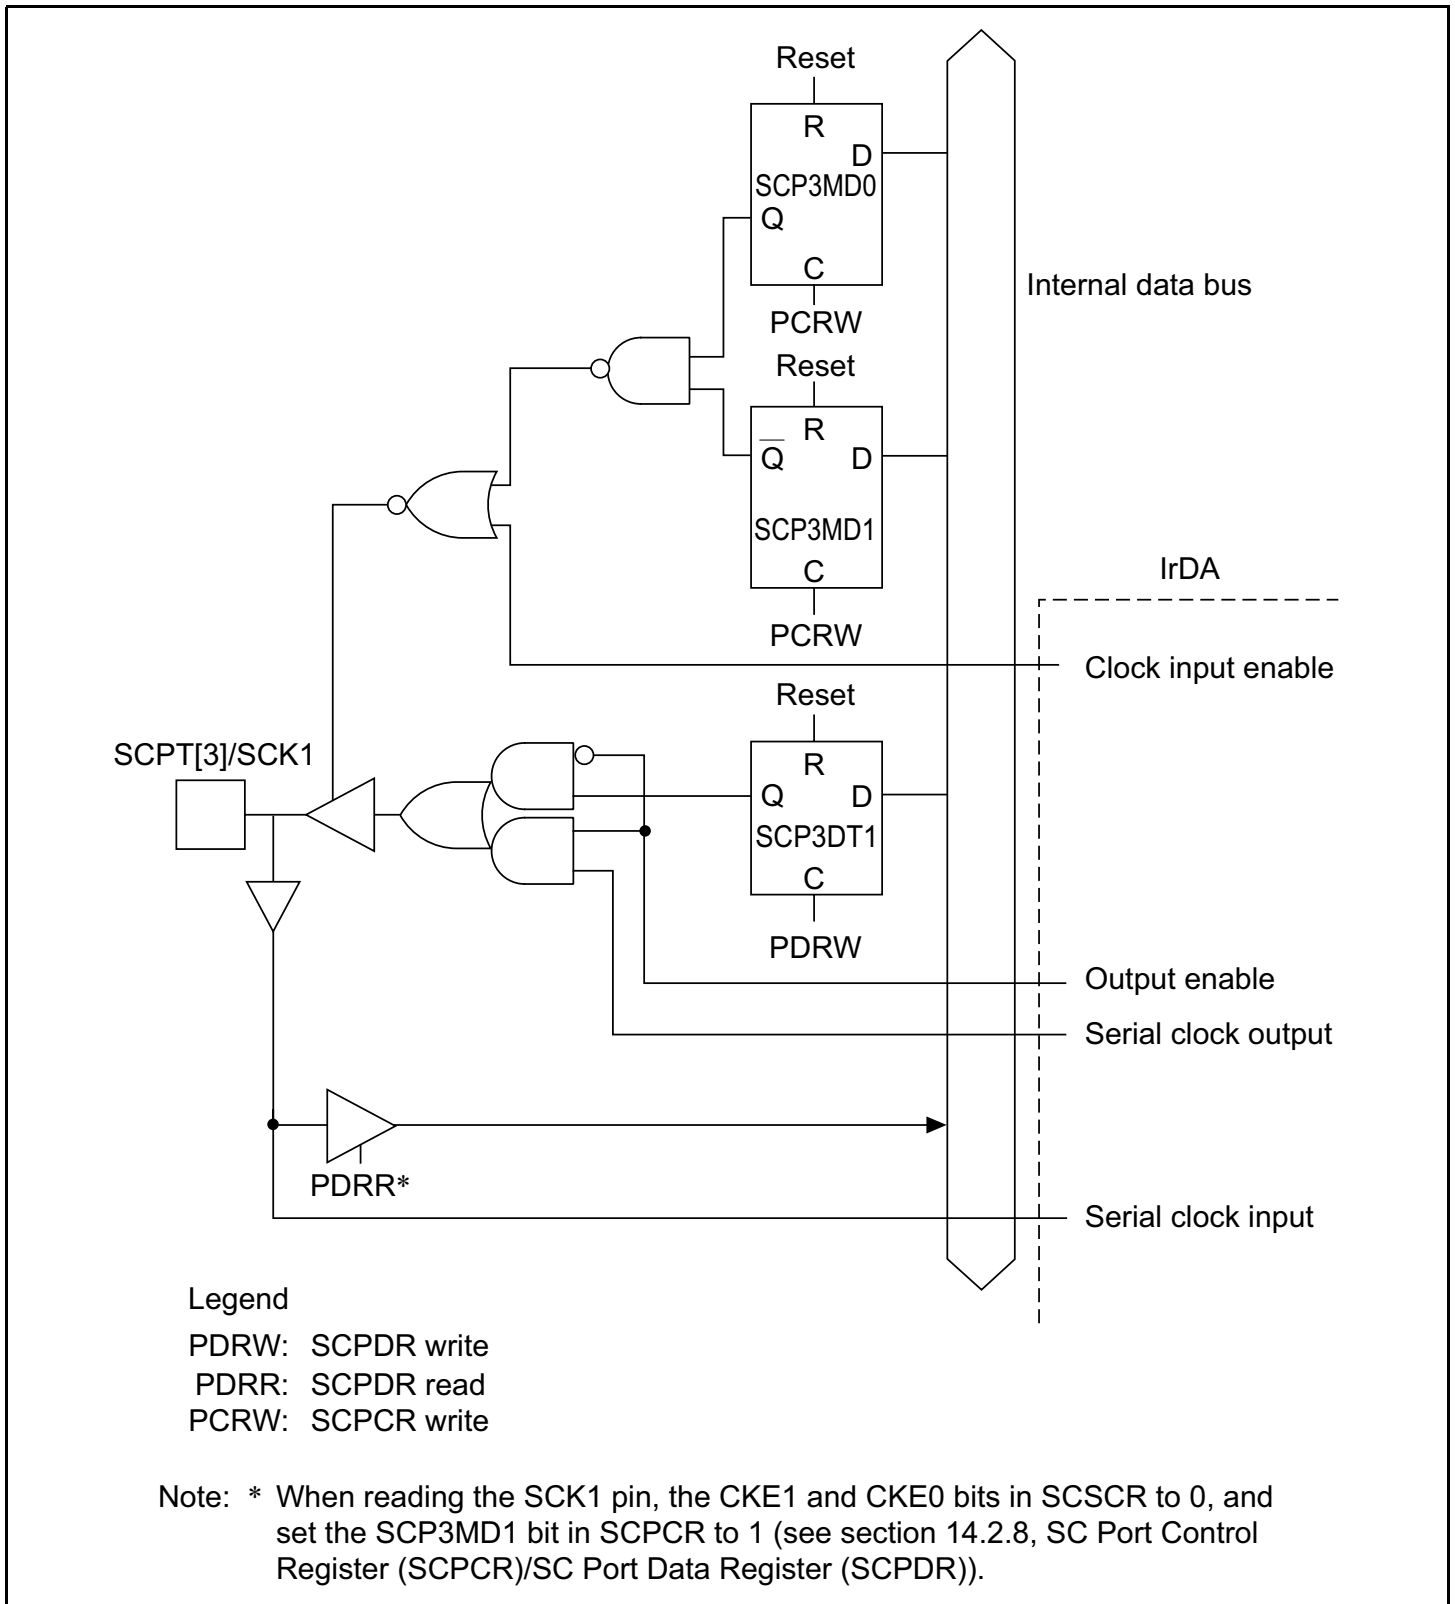 Reset
R
D
SCP3MD0
Q
C
PCRW
Internal data bus
Reset
R
Q̅ D
SCP3MD1
C
PCRW
IrDA
Clock input enable
Reset
SCPT[3]/SCK1
R
Q D
SCP3DT1
C
PDRW
Output enable
Serial clock output
PDRR*
Serial clock input
Legend
PDRW: SCPDR write
PDRR: SCPDR read
PCRW: SCPCR write
Note: * When reading the SCK1 pin, the CKE1 and CKE0 bits in SCSCR to 0, and
set the SCP3MD1 bit in SCPCR to 1 (see section 14.2.8, SC Port Control
Register (SCPCR)/SC Port Data Register (SCPDR)).